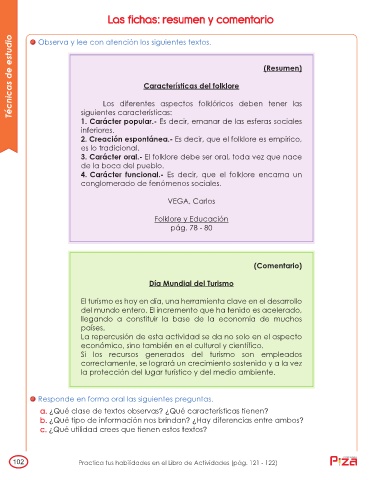 Las fichas: resumen y comentario
Técnicas de estudio
Observa y lee con atención los siguientes textos.
(Resumen)
Características del folklore
Los diferentes aspectos folklóricos deben tener las
siguientes características:
1. Carácter popular.- Es decir, emanar de las esferas sociales
inferiores.
2. Creación espontánea.- Es decir, que el folklore es empírico,
es lo tradicional.
3. Carácter oral.- El folklore debe ser oral, toda vez que nace
de la boca del pueblo.
4. Carácter funcional.- Es decir, que el folklore encarna un
conglomerado de fenómenos sociales.
VEGA, Carlos
Folklore y Educación
pág. 78 - 80
(Comentario)
Día Mundial del Turismo
El turismo es hoy en día, una herramienta clave en el desarrollo
del mundo entero. El incremento que ha tenido es acelerado,
llegando a constituir la base de la economía de muchos
países.
La repercusión de esta actividad se da no solo en el aspecto
económico, sino también en el cultural y científico.
Si los recursos generados del turismo son empleados
correctamente, se logrará un crecimiento sostenido y a la vez
la protección del lugar turístico y del medio ambiente.
Responde en forma oral las siguientes preguntas.
a. ¿Qué clase de textos observas? ¿Qué características tienen?
b. ¿Qué tipo de información nos brindan? ¿Hay diferencias entre ambos?
c. ¿Qué utilidad crees que tienen estos textos?
102
Practica tus habilidades en el Libro de Actividades (pág. 121 - 122)